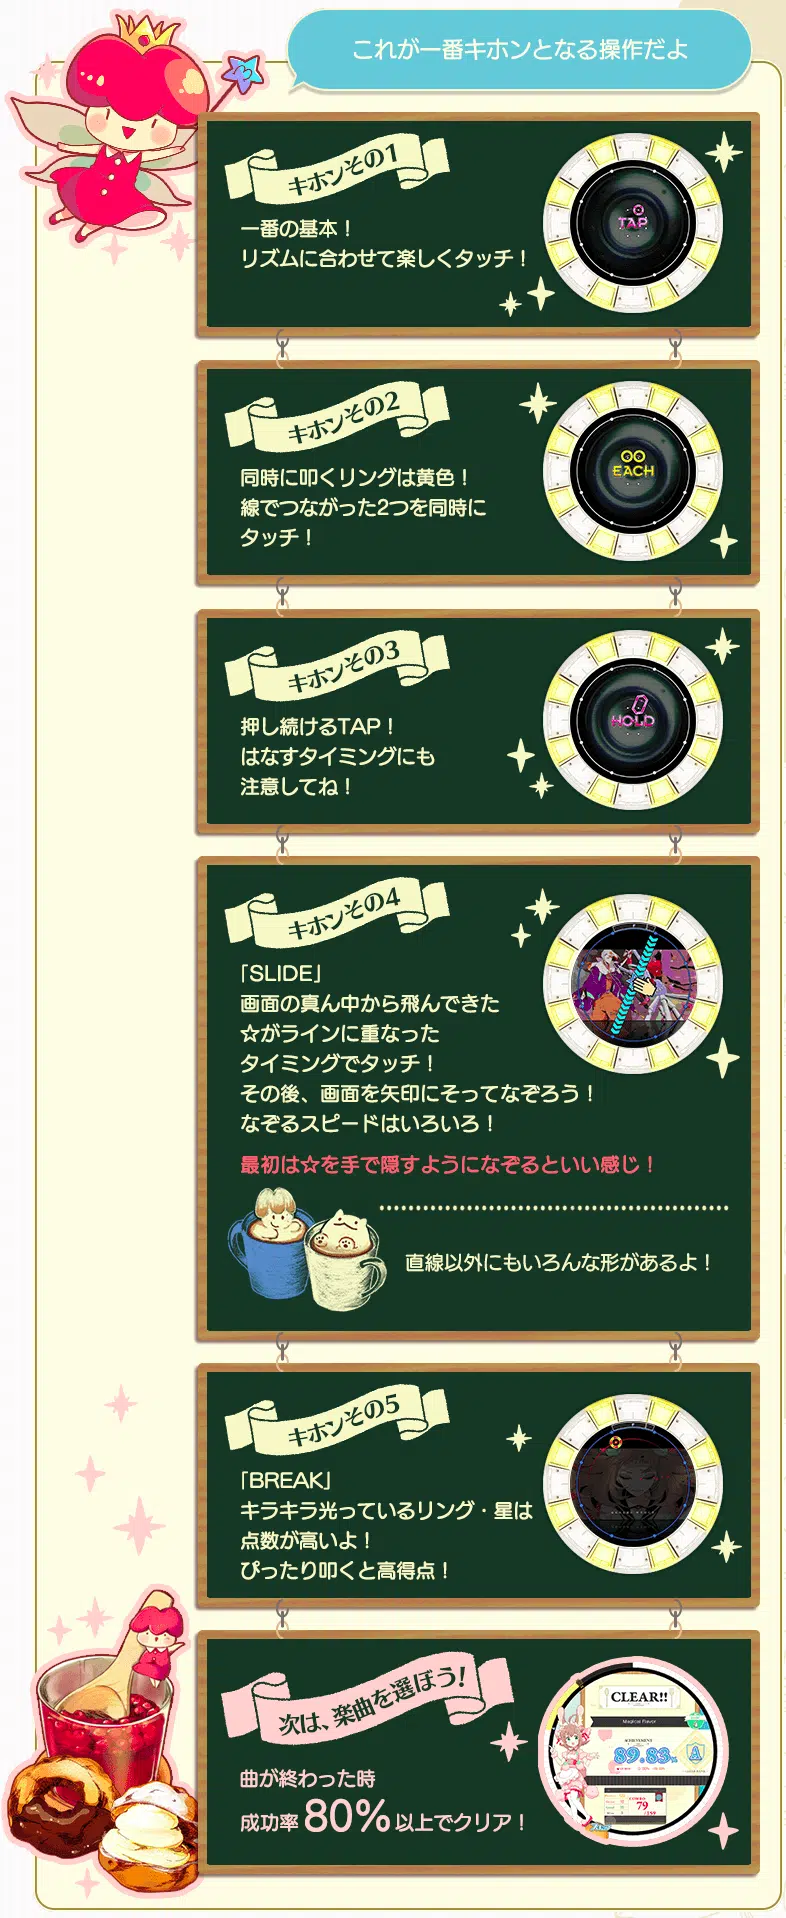 これが一番キホンとなる操作だよ
キホンその1
一番の基本！
リズムに合わせて楽しくタッチ！
TAP
キホンその2
同時に叩くリングは黄色！
線でつながった2つを同時に
タッチ！
EACH
キホンその3
押し続けるTAP！
はなすタイミングにも
注意してね！
HOLD
キホンその4
「SLIDE」
画面の真ん中から飛んできた
☆がラインに重なった
タイミングでタッチ！
その後、画面を矢印にそってなぞろう！
なぞるスピードはいろいろ！
最初は☆を手で隠すようになぞるといい感じ！
直線以外にもいろんな形があるよ！
キホンその5
「BREAK」
キラキラ光っているリング・星は
点数が高いよ！
ぴったり叩くと高得点！
次は、楽曲を選ぼう！
曲が終わった時
成功率80%以上でクリア！
CLEAR!!
Magical Flavor
ACHIEVEMENT
89.83%
A
79